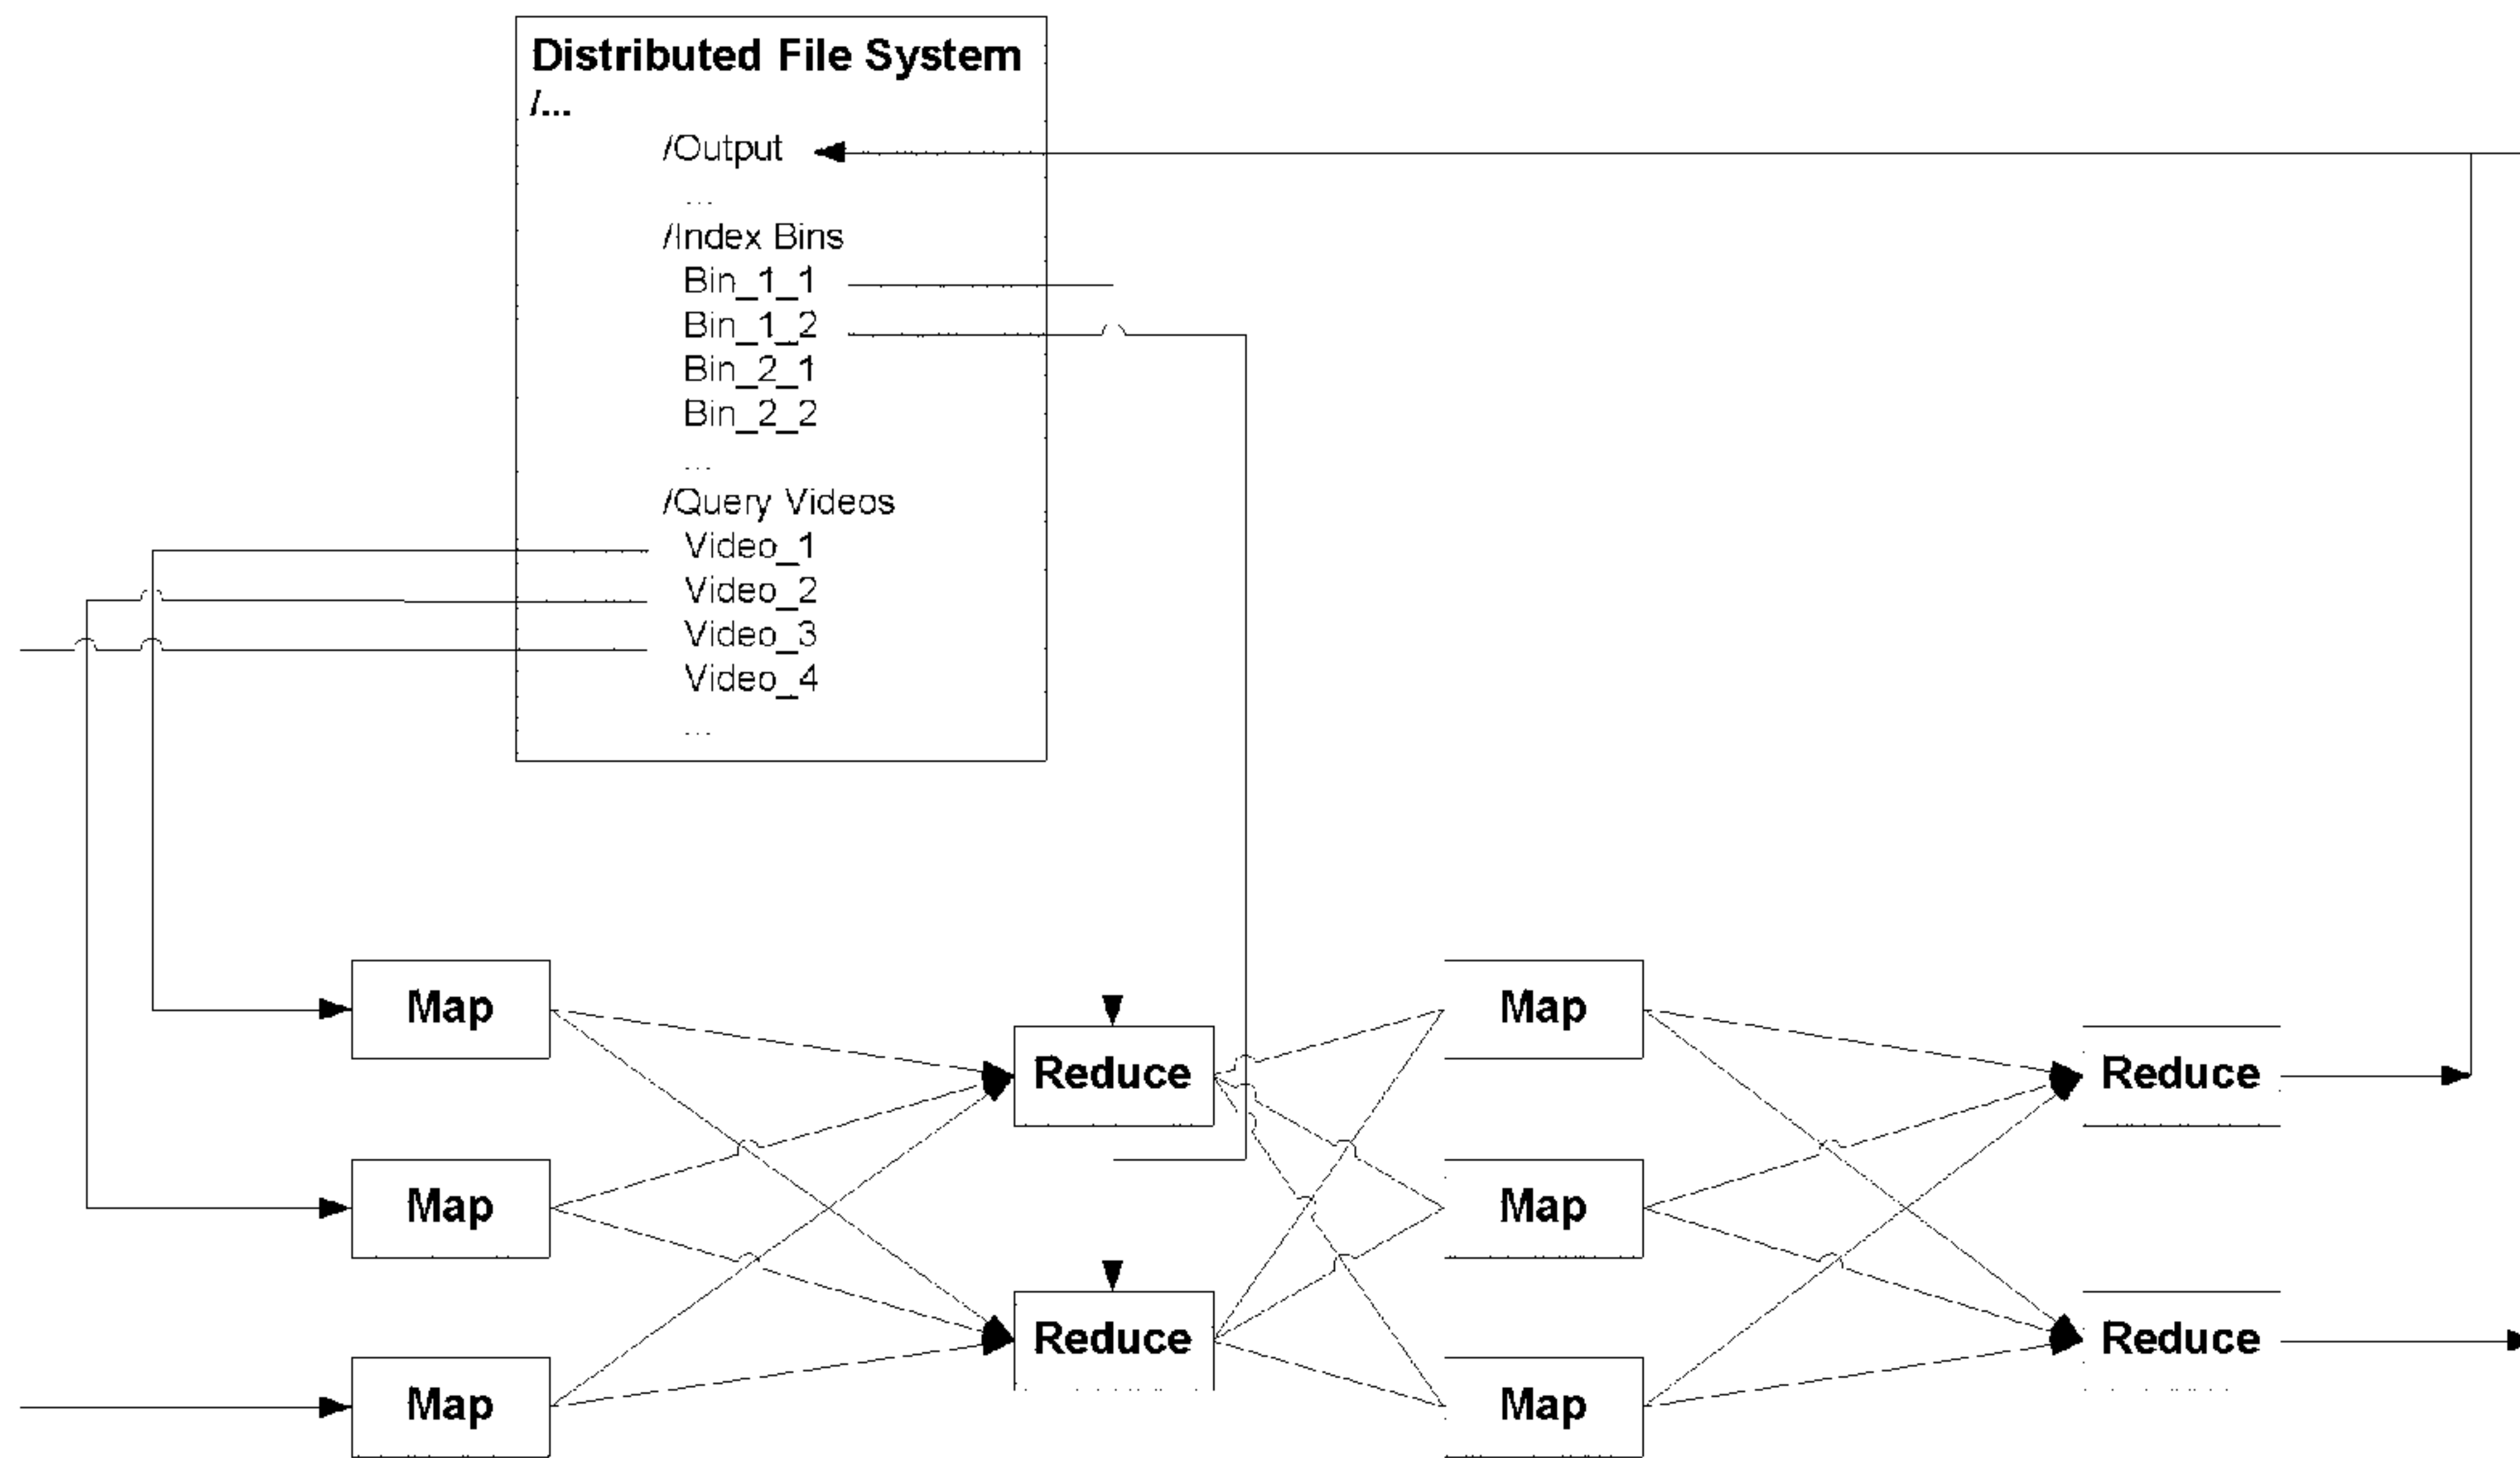 Distributed File System
/...
/Output
...
/Index Bins
Bin_1_1
Bin_1_2
Bin_2_1
Bin_2_2
...
/Query Videos
Video_1
Video_2
Video_3
Video_4
...
Map
Map
Reduce
Reduce
Map
Map
Reduce
Reduce
Map
Map